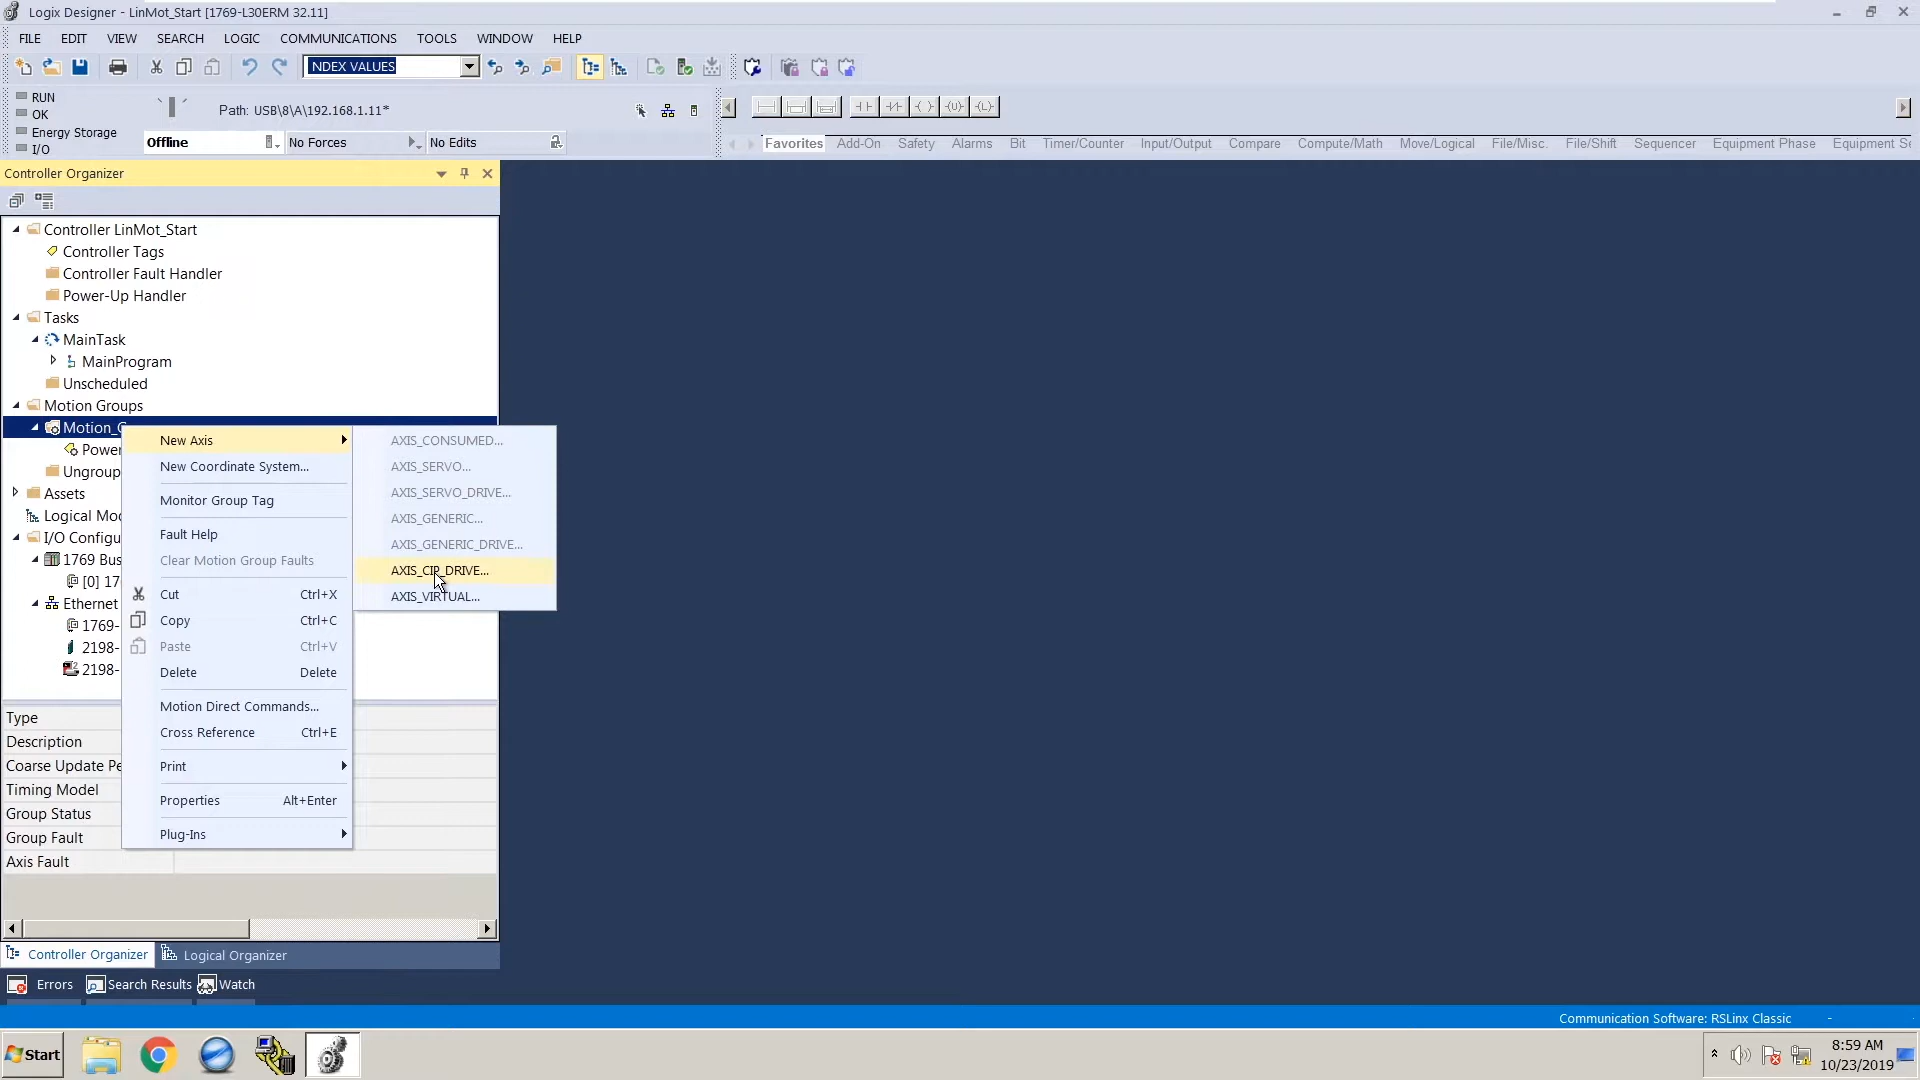 Logix Designer - LinMot_Start [1769-L30ERM 32.11]
FILE EDIT VIEW SEARCH LOGIC COMMUNICATIONS TOOLS WINDOW HELP
NDEX VALUES
RUN
OK
Energy Storage
I/O
Path: USB\8\A\192.168.1.11*
Offline No Forces No Edits
Favorites Add-On Safety Alarms Bit Timer/Counter Input/Output Compare Compute/Math Move/Logical File/Misc. File/Shift Sequencer Equipment Phase Equipment Se
Controller Organizer
Controller LinMot_Start
Controller Tags
Controller Fault Handler
Power-Up Handler
Tasks
MainTask
MainProgram
Unscheduled
Motion Groups
Motion_G
Power
Ungroup
Assets
Logical Mod
I/O Configu
1769 Bus
[0] 17
Ethernet
1769-
2198-
2198-
New Axis
New Coordinate System...
Monitor Group Tag
Fault Help
Clear Motion Group Faults
Cut Ctrl+X
Copy Ctrl+C
Paste Ctrl+V
Delete Delete
Motion Direct Commands...
Cross Reference Ctrl+E
Print
Properties Alt+Enter
Plug-Ins
AXIS_CONSUMED...
AXIS_SERVO...
AXIS_SERVO_DRIVE...
AXIS_GENERIC...
AXIS_GENERIC_DRIVE...
AXIS_CIP_DRIVE...
AXIS_VIRTUAL...
Type
Description
Coarse Update Pe
Timing Model
Group Status
Group Fault
Axis Fault
Controller Organizer Logical Organizer
Errors Search Results Watch
Communication Software: RSLinx Classic
Start
8:59 AM
10/23/2019